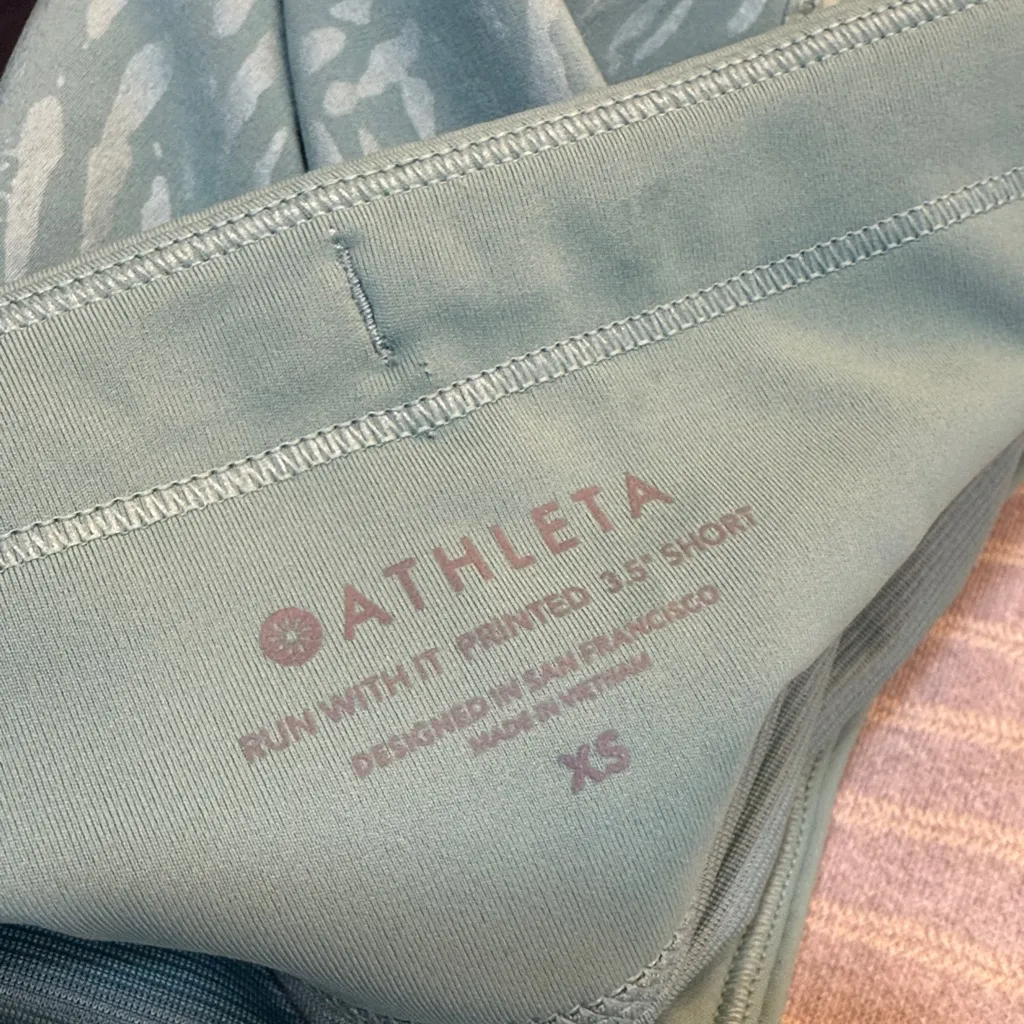 ATHLETA
RUN WITH IT PRINTED 3.5" SHORT
DESIGNED IN SAN FRANCISCO
MADE IN VIETNAM
XS